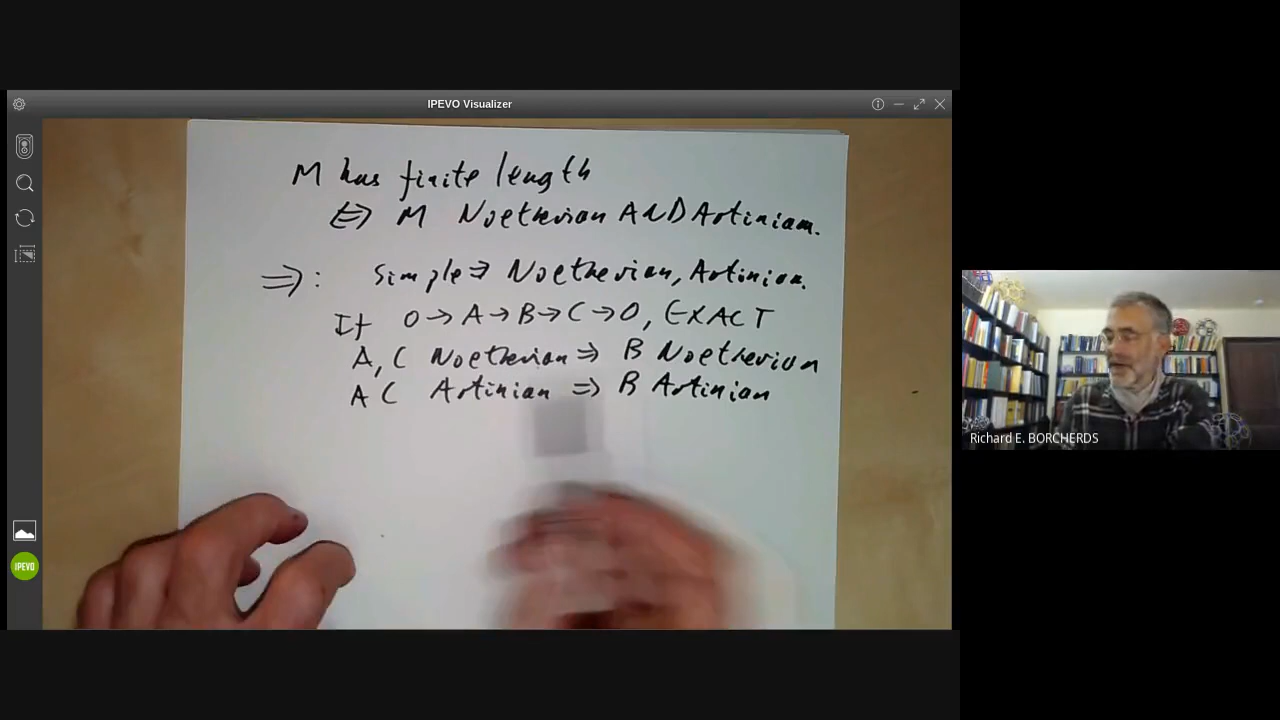 IPEVO Visualizer
M has finite length
⇔ M Noetherian AND Artinian.
⇒: Simple ⇒ Noetherian, Artinian.
If 0 → A → B → C → 0, EXACT
A, C Noetherian ⇒ B Noetherian
A C Artinian ⇒ B Artinian
IPEVO
Richard E. BORCHERDS